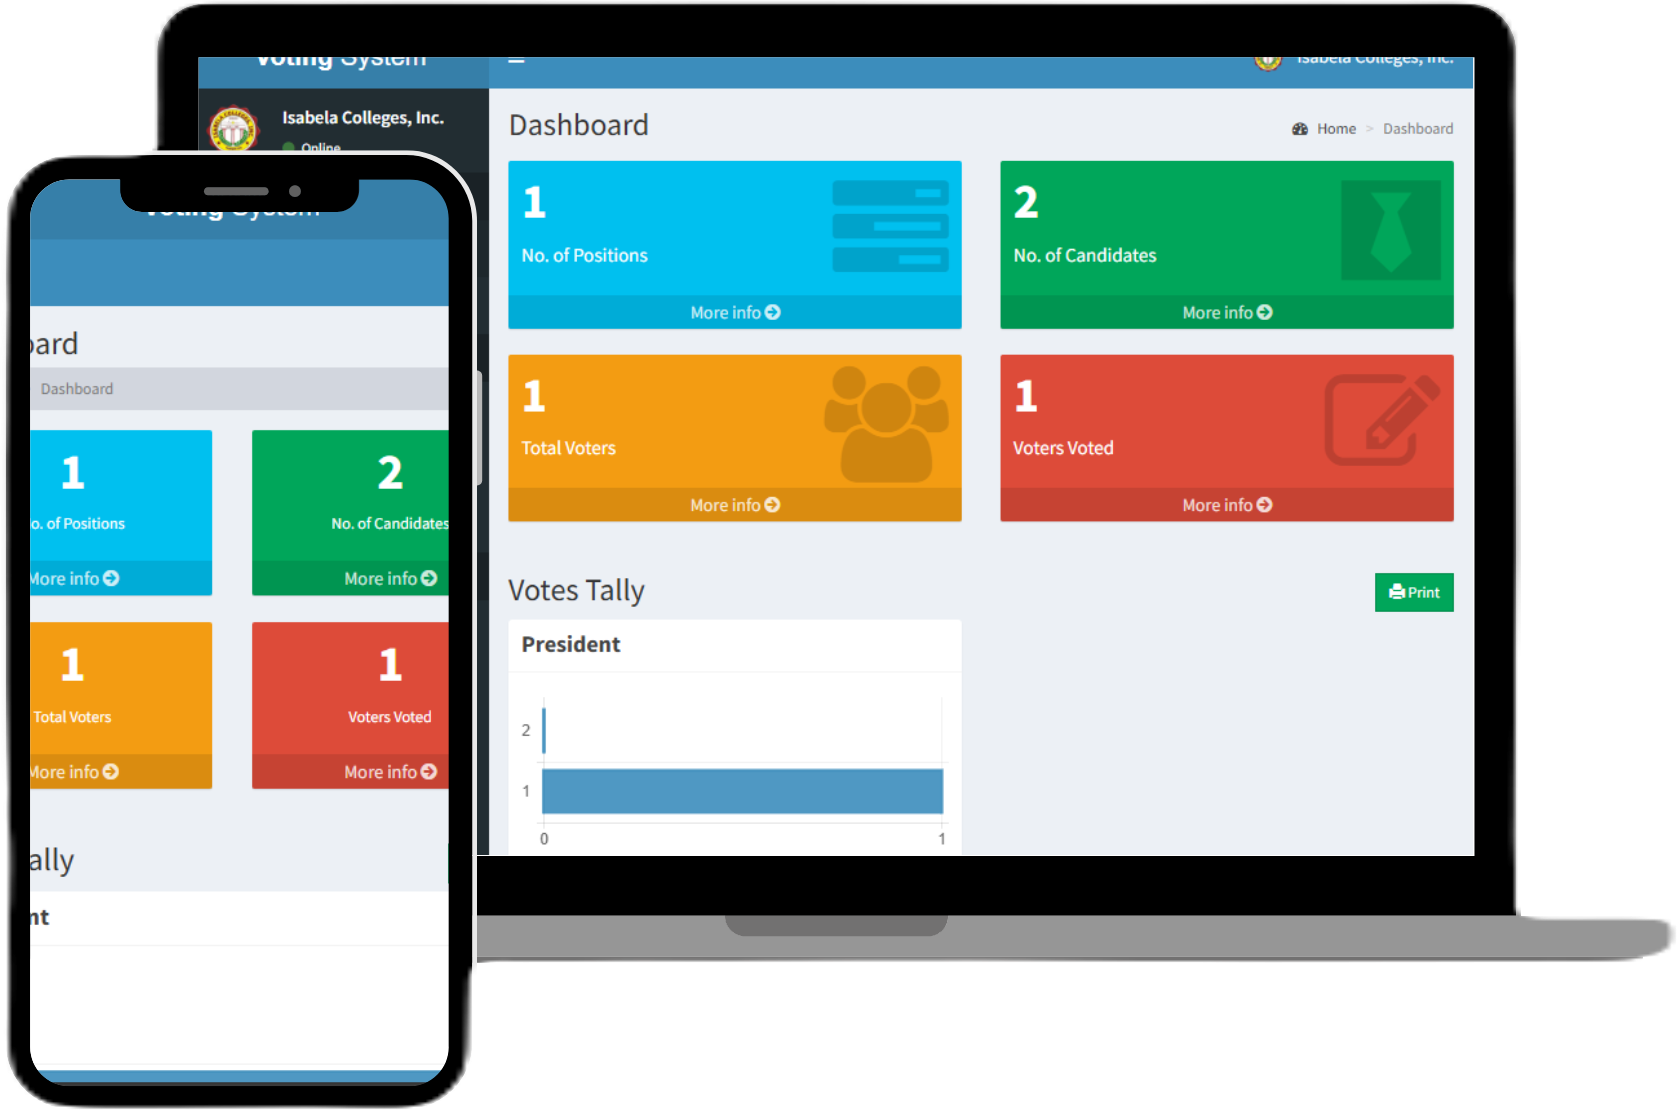 Voting System
Isabela Colleges, Inc.
Isabela Colleges, Inc.
Online
Dashboard
Home > Dashboard
1
No. of Positions
More info
2
No. of Candidates
More info
1
Total Voters
More info
1
Voters Voted
More info
Votes Tally
Print
President
2
1
0 1
Voting System
oard
Dashboard
1
o. of Positions
More info
2
No. of Candidates
More info
1
Total Voters
More info
1
Voters Voted
More info
ally
nt